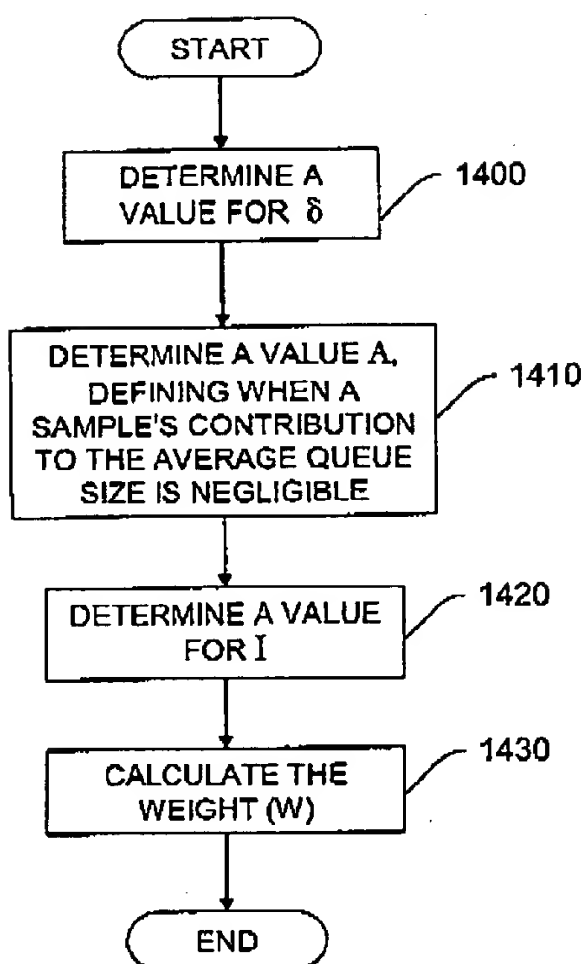 START
DETERMINE A
VALUE FOR δ
1400
DETERMINE A VALUE Λ,
DEFINING WHEN A
SAMPLE'S CONTRIBUTION
TO THE AVERAGE QUEUE
SIZE IS NEGLIGIBLE
1410
DETERMINE A VALUE
FOR I
1420
CALCULATE THE
WEIGHT (W)
1430
END